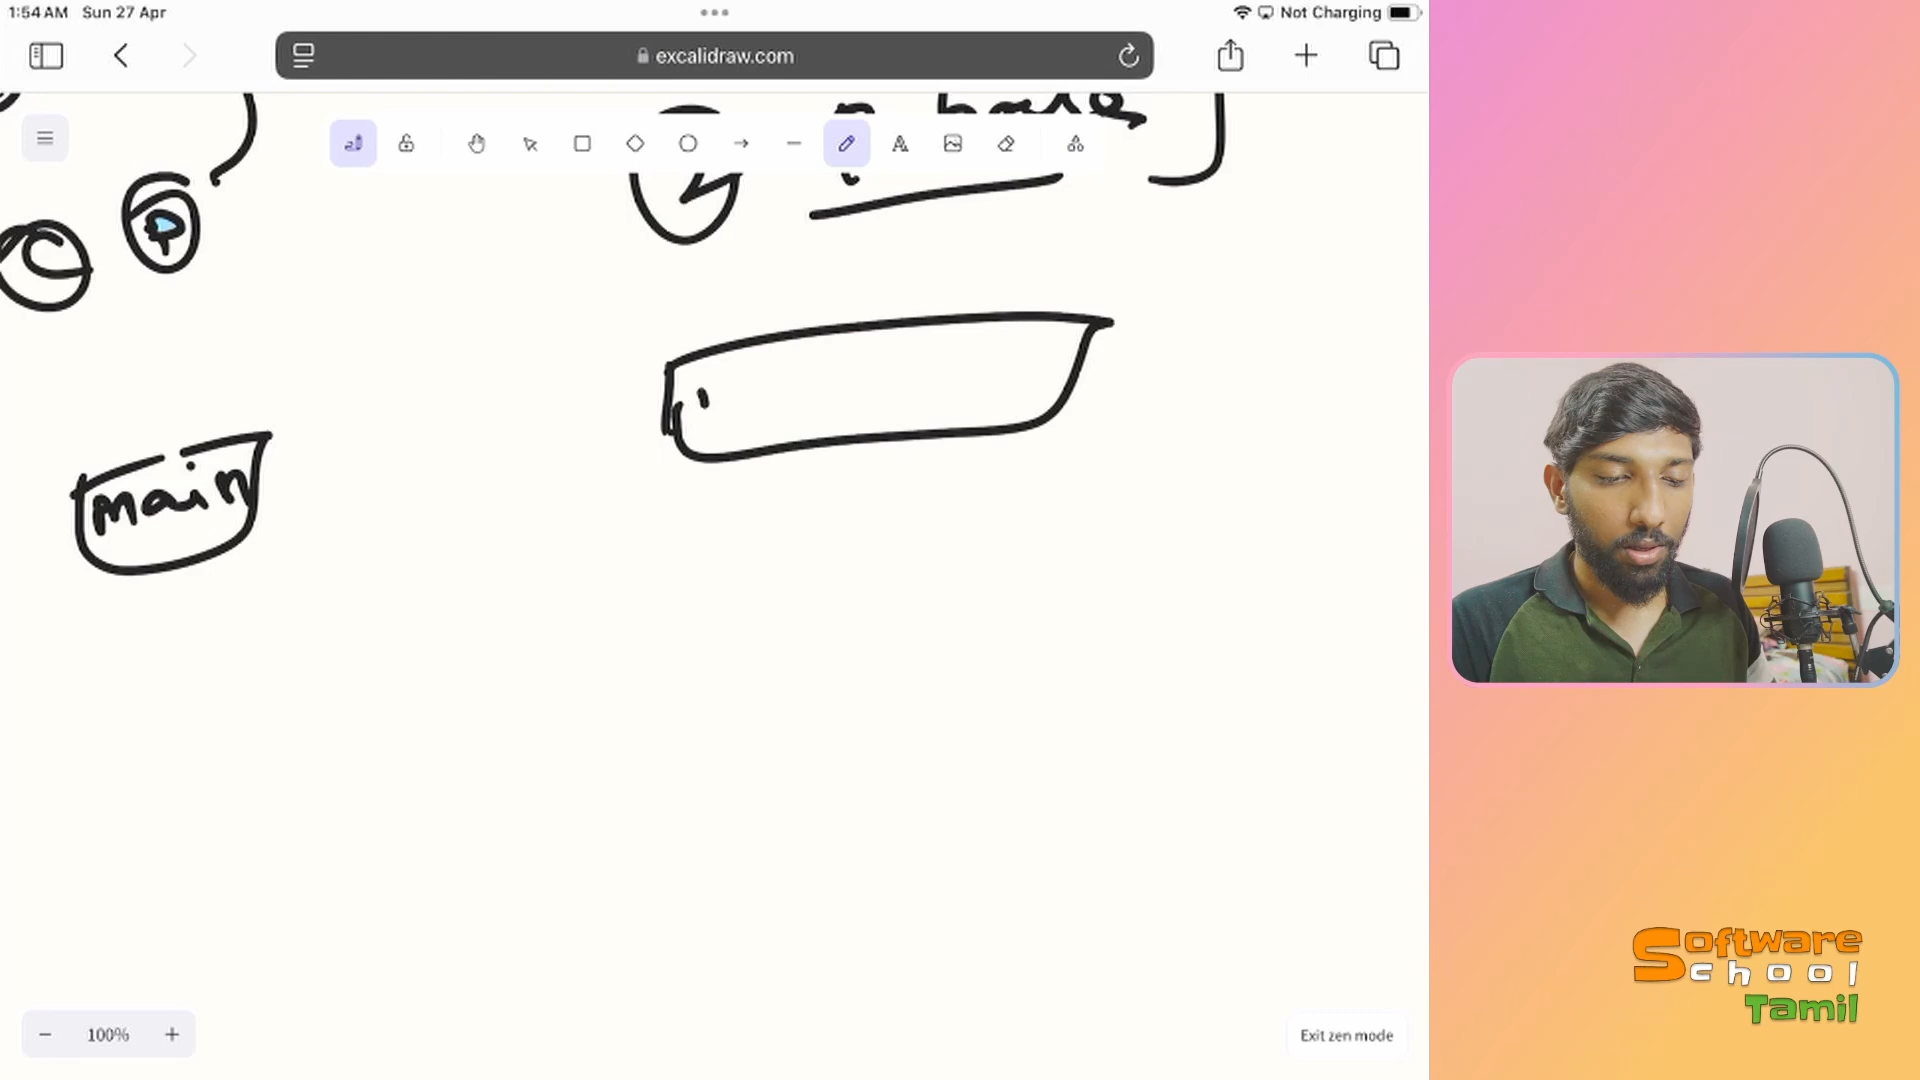 1:54 AM Sun 27 Apr
Not Charging
excalidraw.com
main
100%
Exit zen mode
Software
School
Tamil